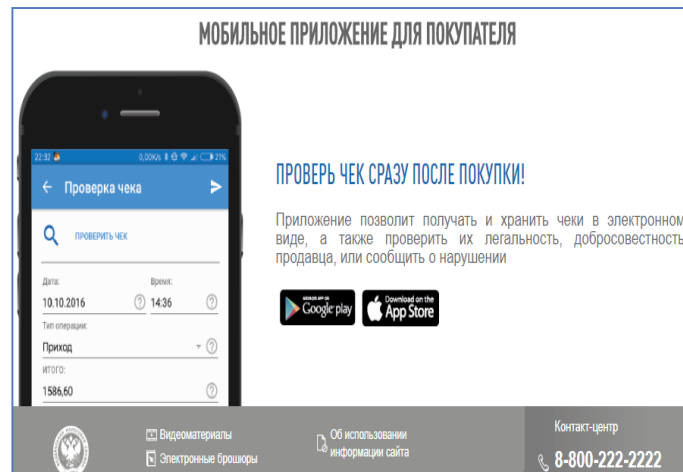 МОБИЛЬНОЕ ПРИЛОЖЕНИЕ ДЛЯ ПОКУПАТЕЛЯ
22:32 0,00K/s 21%
Проверка чека
ПРОВЕРИТЬ ЧЕК
Дата: Время:
10.10.2016 14:36
Тип операции:
Приход
ИТОГО:
1586,60
ПРОВЕРЬ ЧЕК СРАЗУ ПОСЛЕ ПОКУПКИ!
Приложение позволит получать и хранить чеки в электронном
виде, а также проверить их легальность, добросовестность
продавца, или сообщить о нарушении
ANDROID APP ON
Google play
Download on the
App Store
Видеоматериалы
Электронные брошюры
Об использовании
информации сайта
Контакт-центр
8-800-222-2222